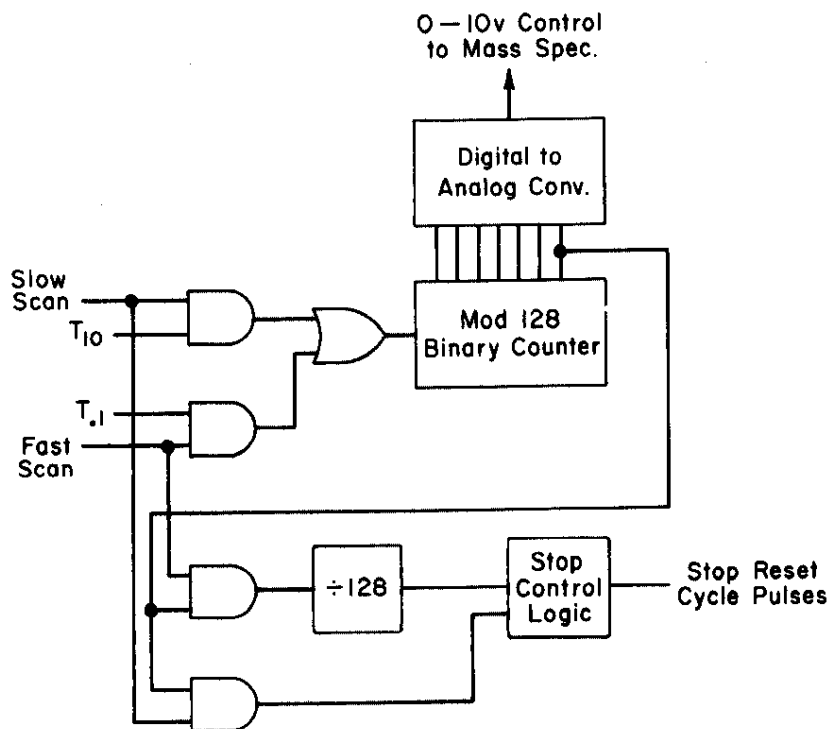 0–10v Control
to Mass Spec.
Digital to
Analog Conv.
Slow
Scan
T10
Mod 128
Binary Counter
T.1
Fast
Scan
÷128
Stop
Control
Logic
Stop Reset
Cycle Pulses